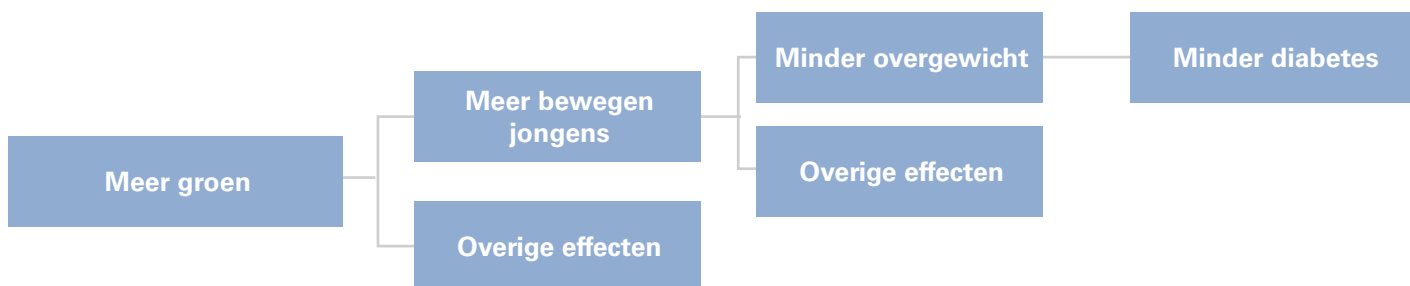 Meer groen
Meer bewegen
jongens
Overige effecten
Minder overgewicht
Overige effecten
Minder diabetes